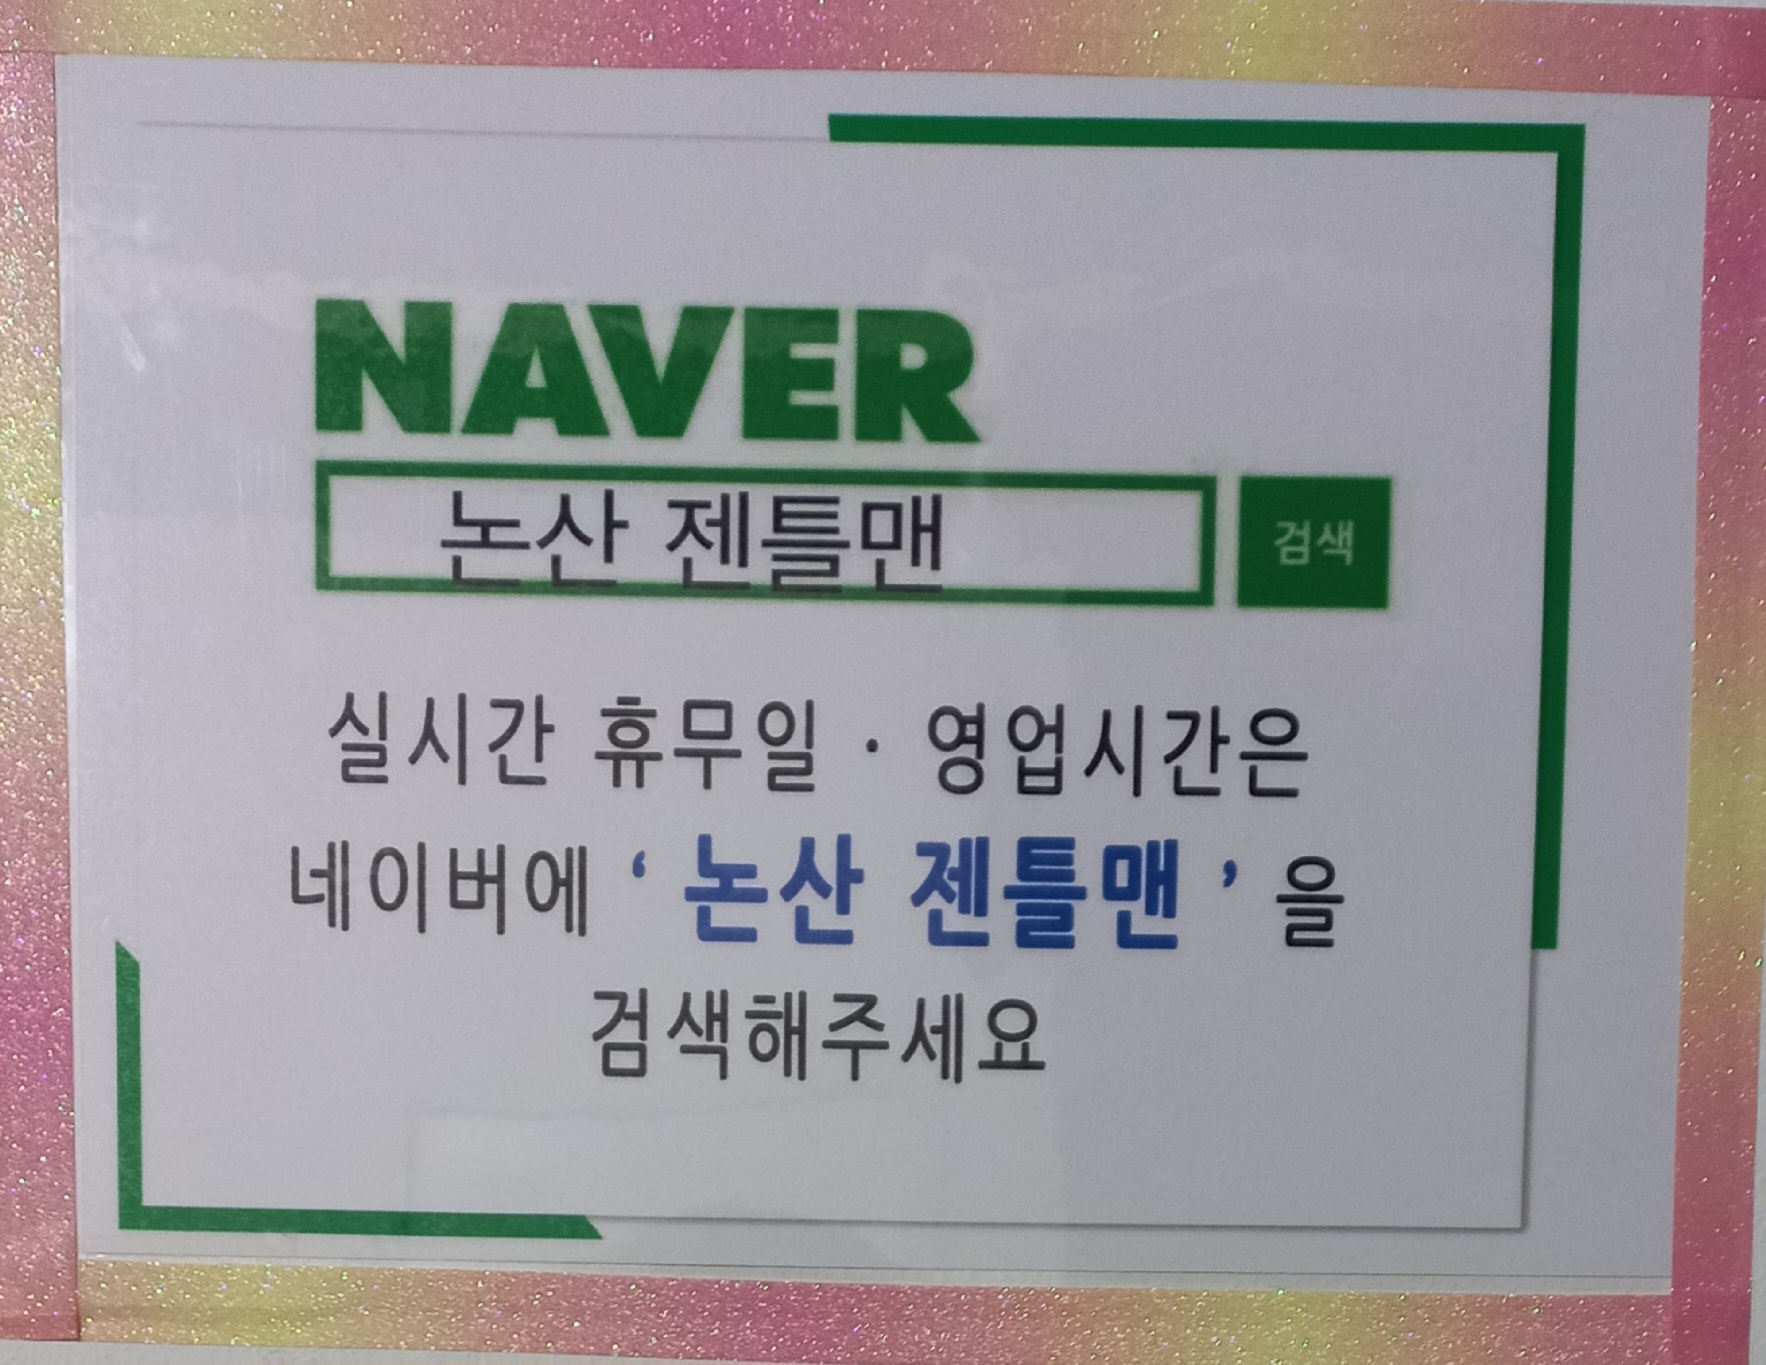 NAVER
논산 젠틀맨 검색
실시간 휴무일 · 영업시간은
네이버에 ‘ 논산 젠틀맨 ’ 을
검색해주세요